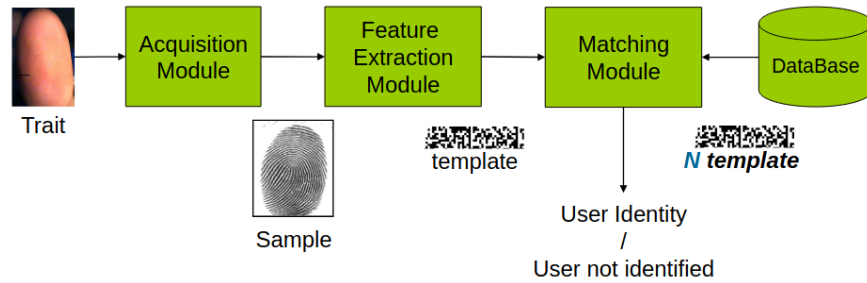 Trait
Acquisition
Module
Sample
Feature
Extraction
Module
template
Matching
Module
DataBase
N template
User Identity
/
User not identified